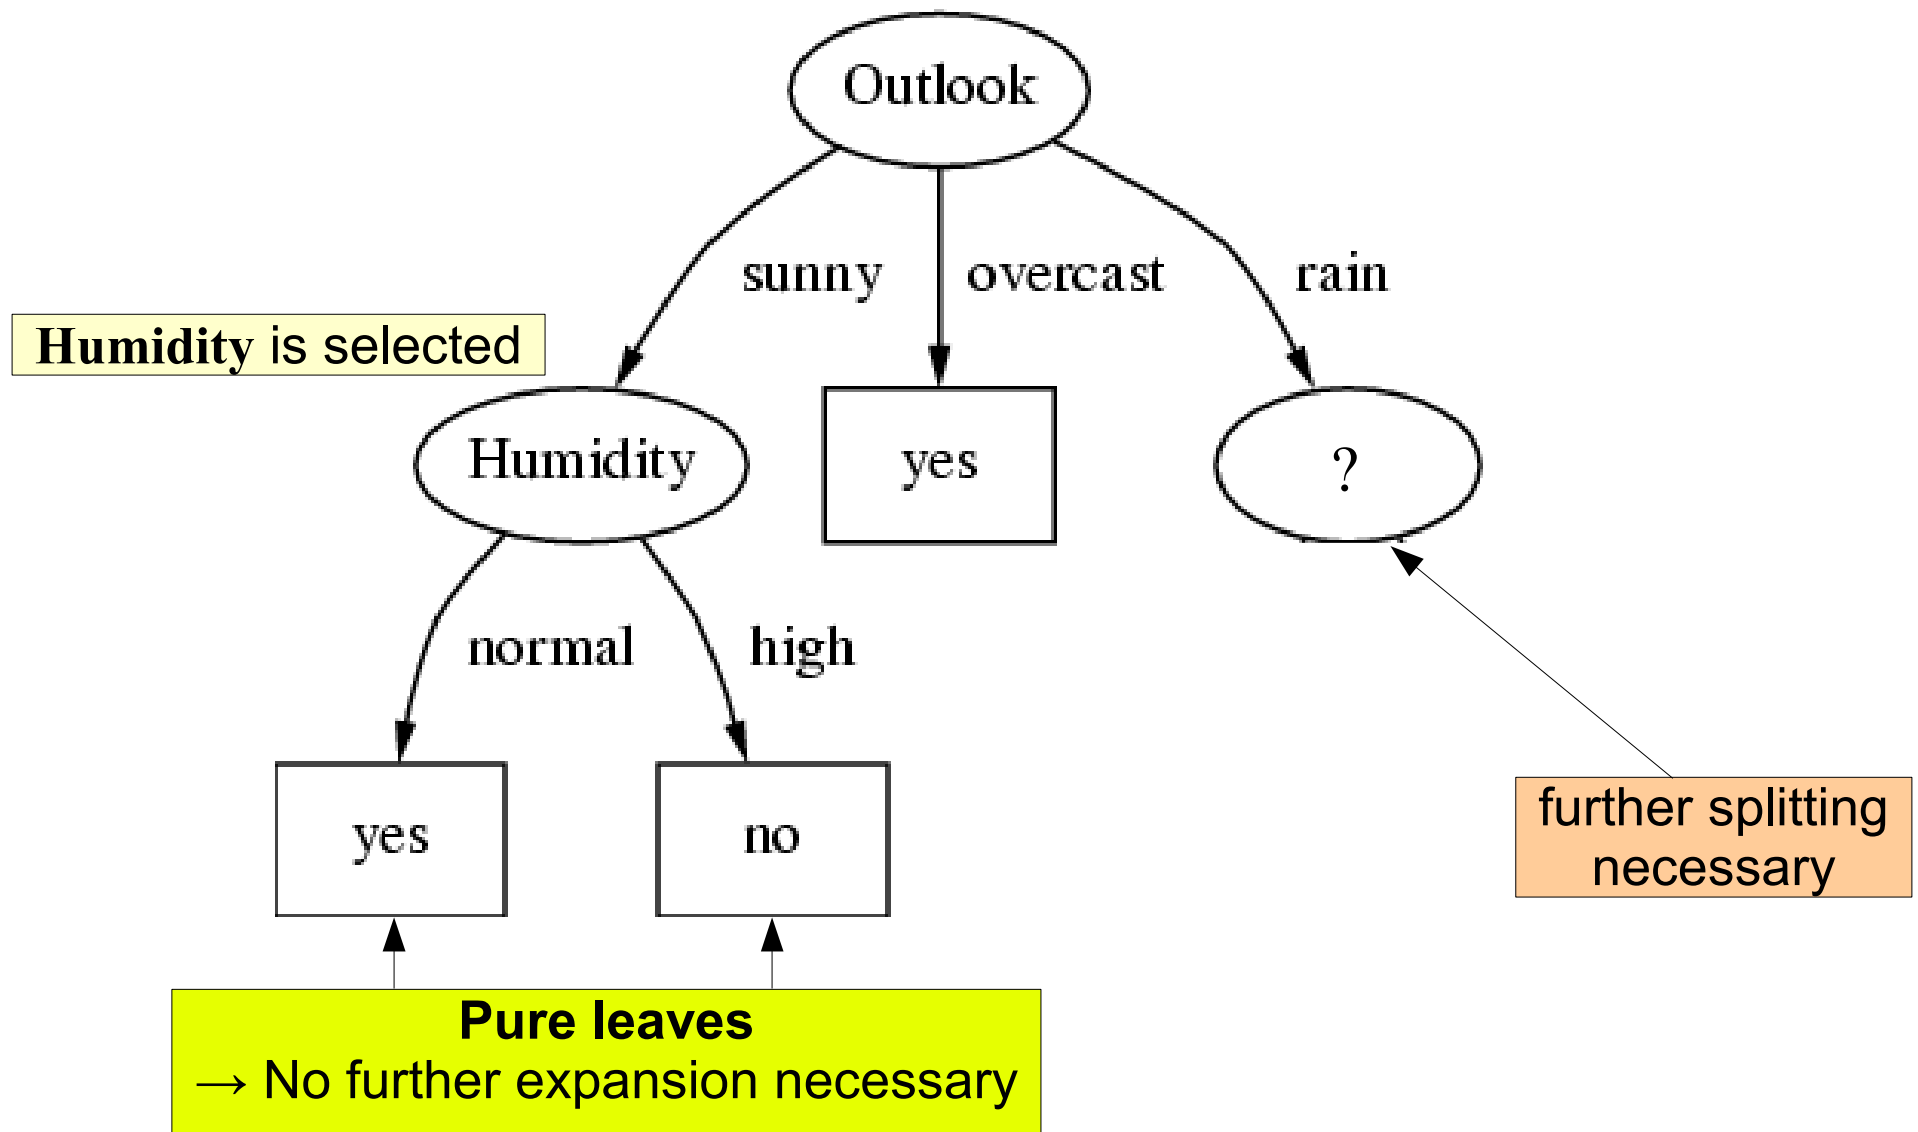 Outlook
sunny
overcast
rain
Humidity is selected
Humidity
yes
?
normal
high
yes
no
further splitting
necessary
Pure leaves
→ No further expansion necessary